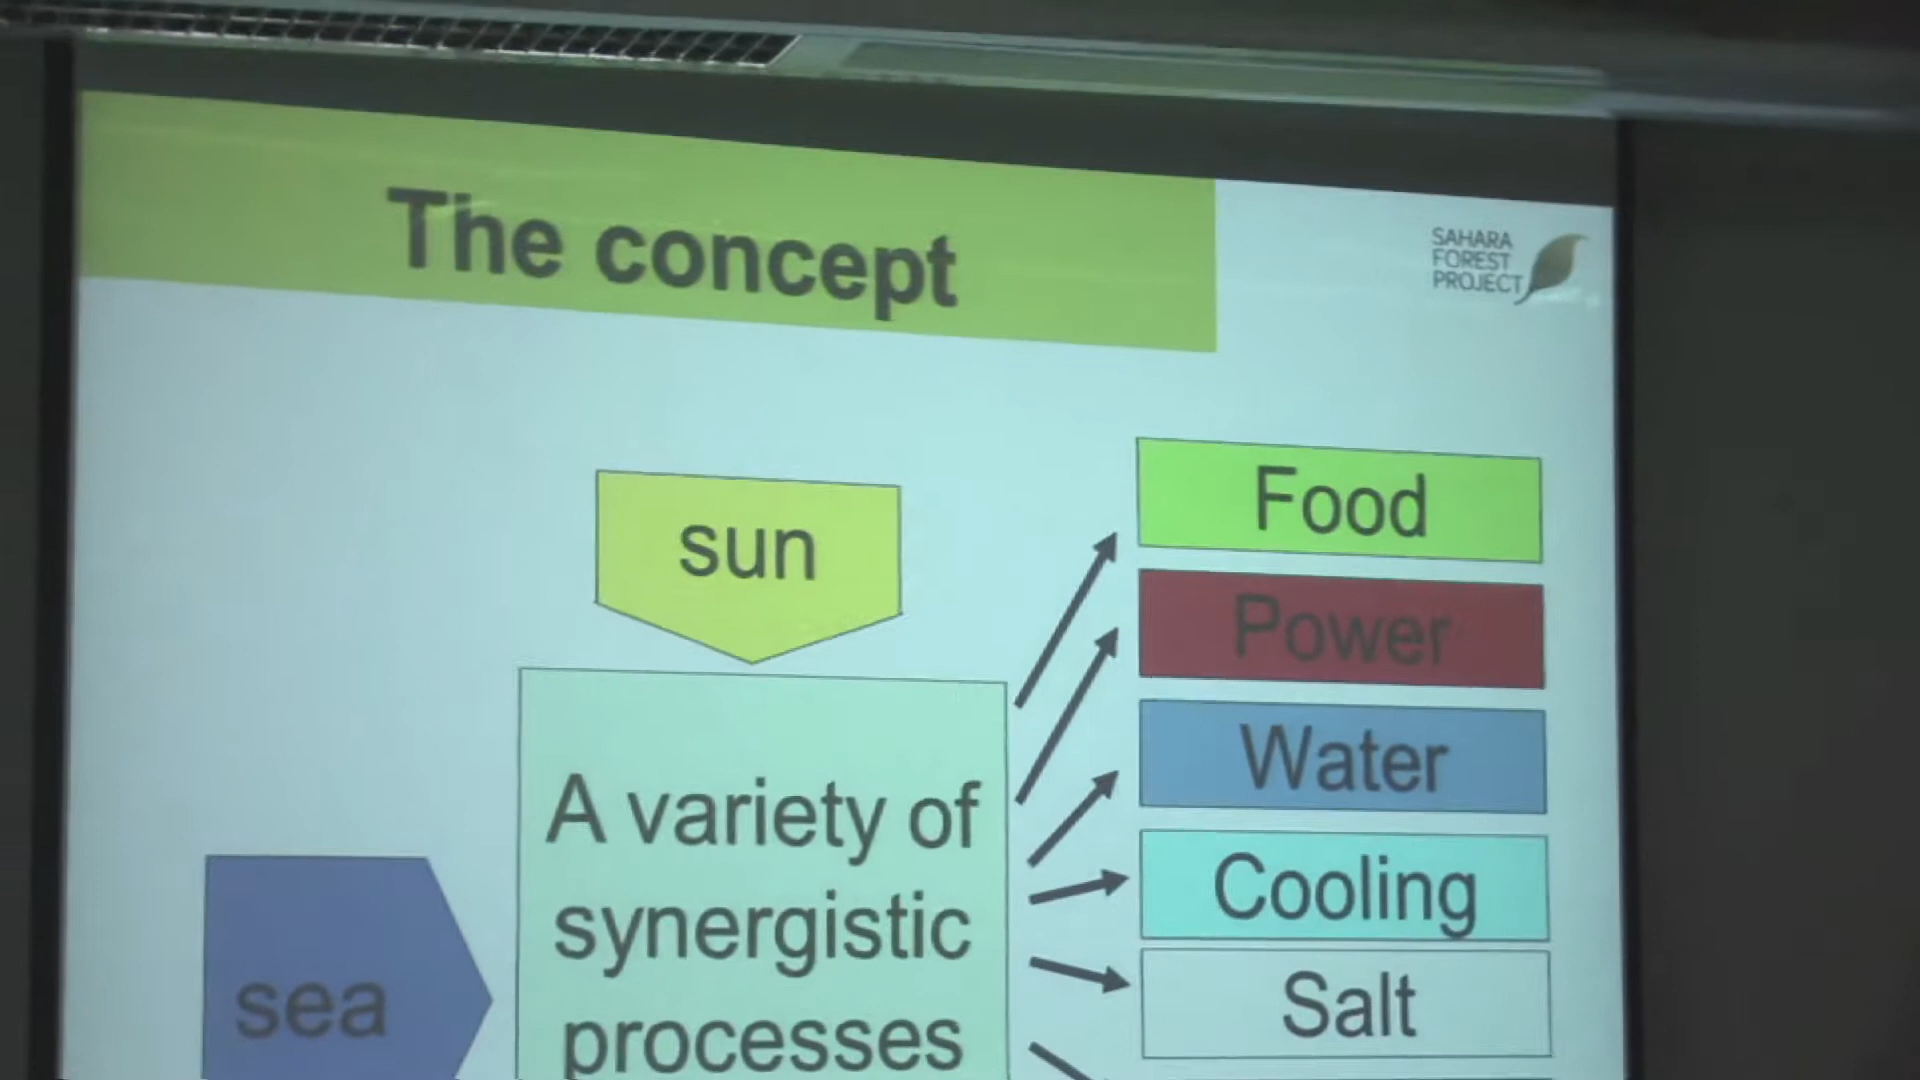 The concept
SAHARA
FOREST
PROJECT
sun
Food
Power
Water
Cooling
Salt
A variety of
synergistic
processes
sea